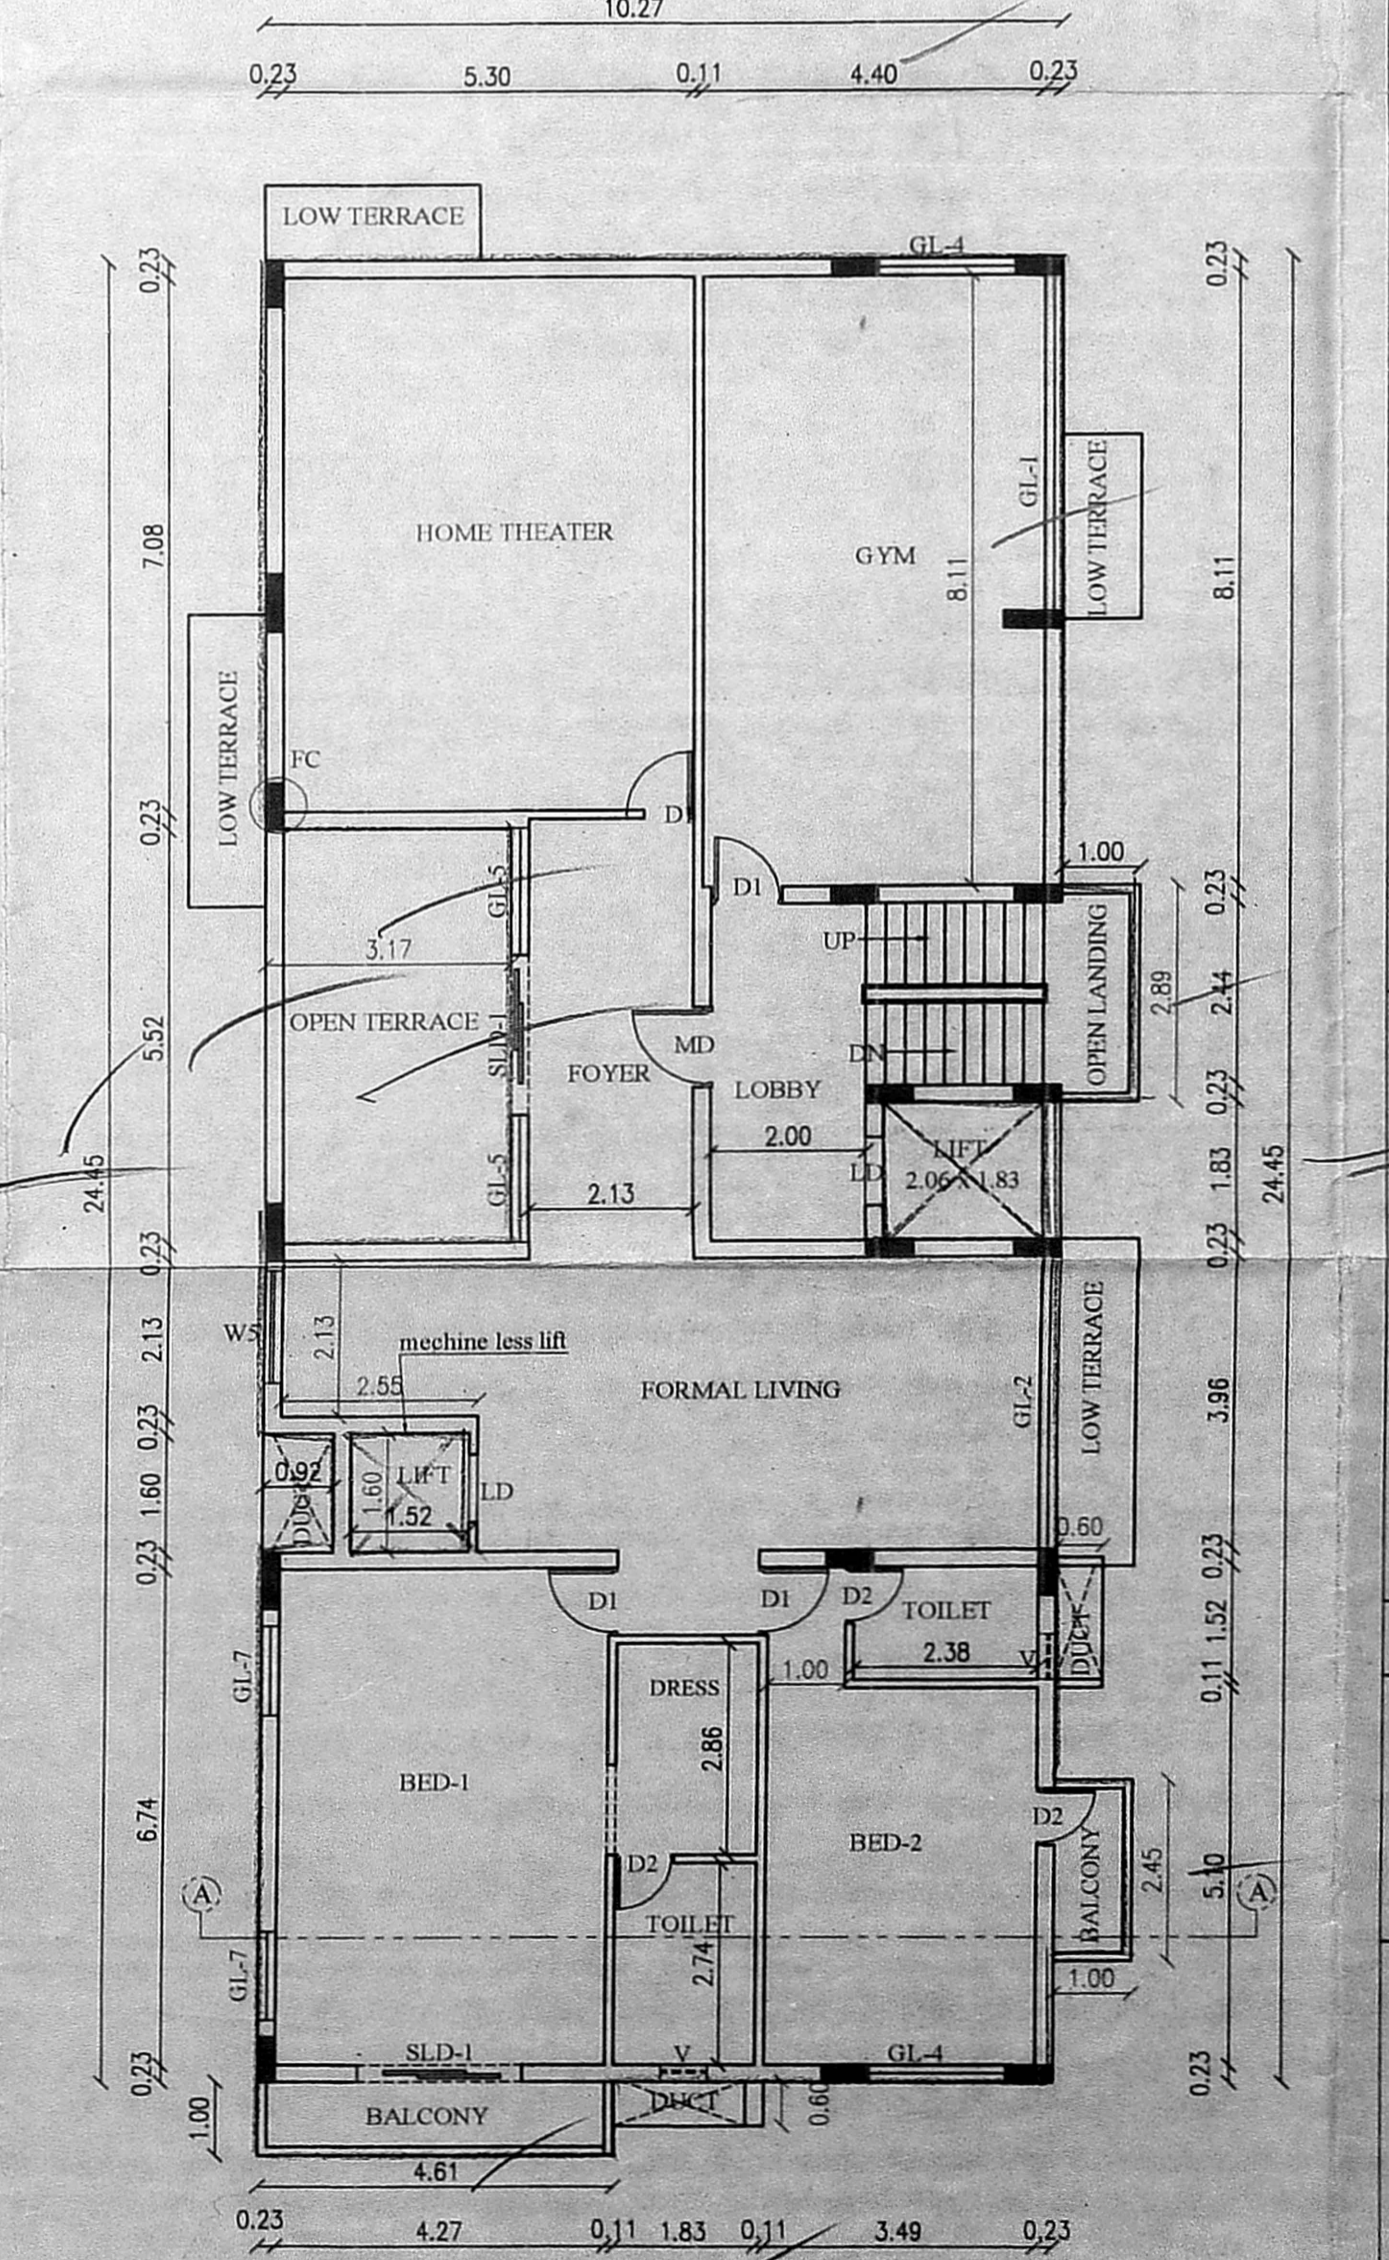 10.27
0.23 5.30 0.11 4.40 0.23
LOW TERRACE
GL-4
0.23
0.23
GL-1
LOW TERRACE
7.08
HOME THEATER
GYM
8.11
8.11
LOW TERRACE
FC
0.23
D1
1.00
GL-5
D1
0.23
3.17
UP
OPEN LANDING
2.89
2.44
OPEN TERRACE
SLD-1
5.52
FOYER
MD
DN
LOBBY
0.23
24.45
GL-5
2.13
2.00
LD
LIFT
2.06 X 1.83
1.83
24.45
0.23
0.23
W5
2.13
2.13
mechine less lift
2.55
FORMAL LIVING
GL-2
LOW TERRACE
3.96
0.23
0.92
DUCT
1.60
1.60
LIFT
1.52
LD
0.60
0.23
0.23
D1
D1
D2
TOILET
2.38
V
DUCT
1.52
GL-7
DRESS
1.00
0.11
2.86
BED-1
6.74
BED-2
D2
BALCONY
2.45
5.10
D2
A
A
TOILET
2.74
GL-7
1.00
SLD-1
V
GL-4
0.23
0.23
1.00
BALCONY
DUCT
0.60
4.61
0.23 4.27 0.11 1.83 0.11 3.49 0.23